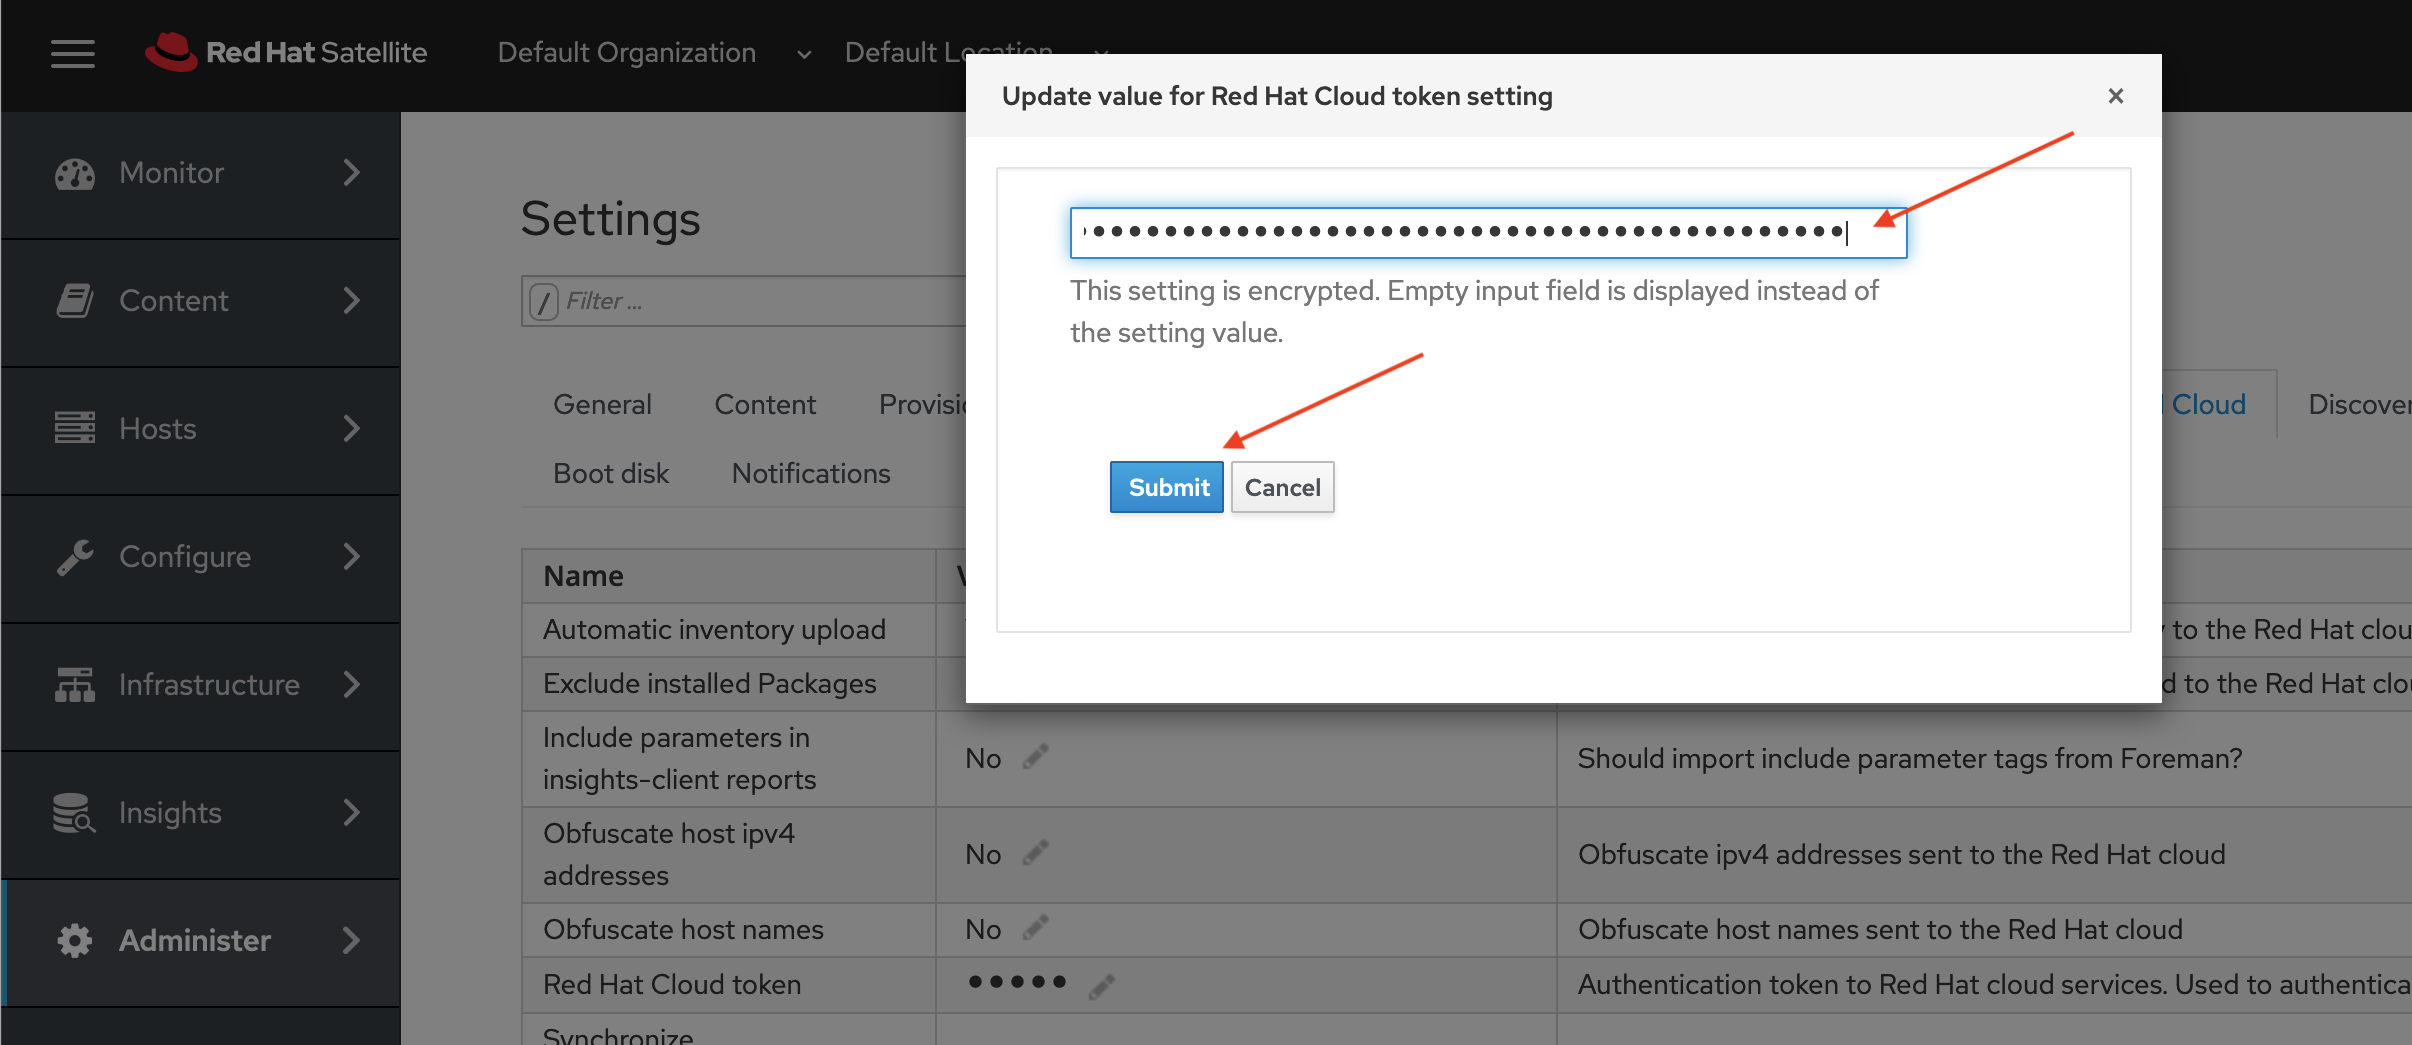 Red Hat Satellite
Default Organization
Default Location
Update value for Red Hat Cloud token setting
This setting is encrypted. Empty input field is displayed instead of
the setting value.
Submit
Cancel
Monitor
Content
Hosts
Configure
Infrastructure
Insights
Administer
Settings
/ Filter ...
General
Content
Cloud
Boot disk
Notifications
Name
Automatic inventory upload
to the Red Hat
Exclude installed Packages
to the Red Hat
Include parameters in
insights-client reports
No
Should import include parameter tags from Foreman?
Obfuscate host ipv4
addresses
No
Obfuscate ipv4 addresses sent to the Red Hat cloud
Obfuscate host names
No
Obfuscate host names sent to the Red Hat cloud
Red Hat Cloud token
•••••
Authentication token to Red Hat cloud services. Used to
Synchronize